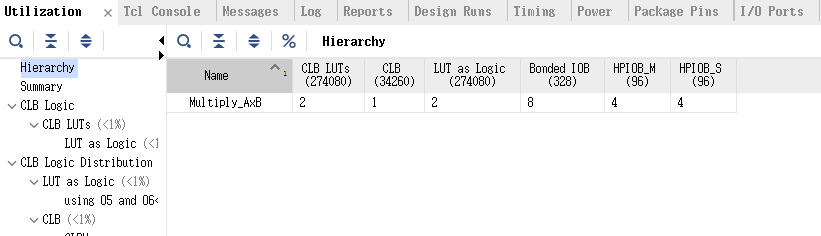 Utilization × Tcl Console Messages Log Reports Design Runs Timing Power Package Pins I/O Ports
Hierarchy
Summary
CLB Logic
CLB LUTs (<1%)
LUT as Logic (<1
CLB Logic Distribution
LUT as Logic (<1%)
using O5 and O6<
CLB (<1%)
% Hierarchy
Name 1 CLB LUTs (274080) CLB (34260) LUT as Logic (274080) Bonded IOB (328) HPIOB_M (96) HPIOB_S (96)
Multiply_AxB 2 1 2 8 4 4